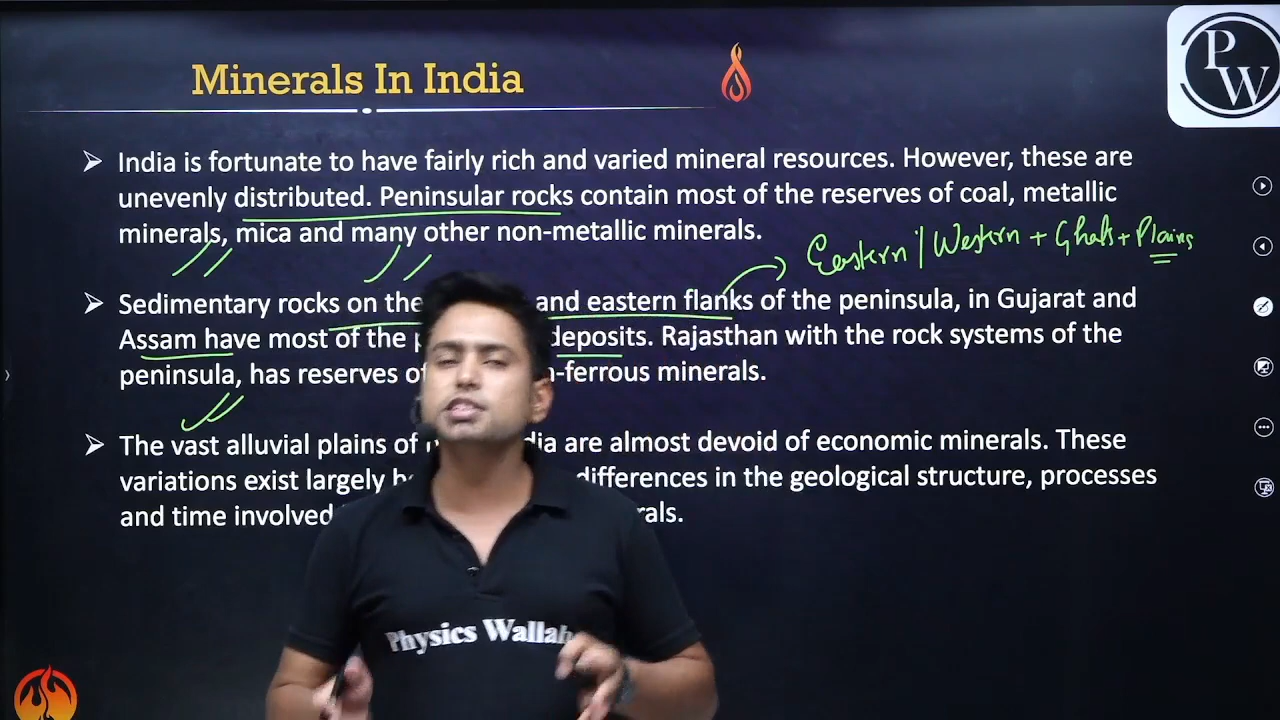 Minerals In India
P
W
India is fortunate to have fairly rich and varied mineral resources. However, these are
unevenly distributed. Peninsular rocks contain most of the reserves of coal, metallic
minerals, mica and many other non-metallic minerals.
Eastern / Western + Ghats + Plains
Sedimentary rocks on the and eastern flanks of the peninsula, in Gujarat and
Assam have most of the deposits. Rajasthan with the rock systems of the
peninsula, has reserves of -ferrous minerals.
The vast alluvial plains of are almost devoid of economic minerals. These
variations exist largely differences in the geological structure, processes
and time involved
Physics Wallah